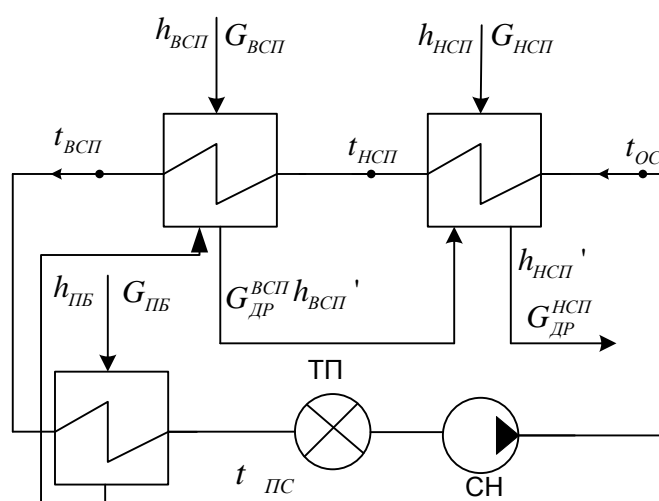 h_ВСП G_ВСП
h_НСП G_НСП
t_ВСП
t_НСП
t_ОС
G_ДР^ВСП h_ВСП '
h_НСП '
G_ДР^НСП
h_ПБ G_ПБ
ТП
t_ПС
СН